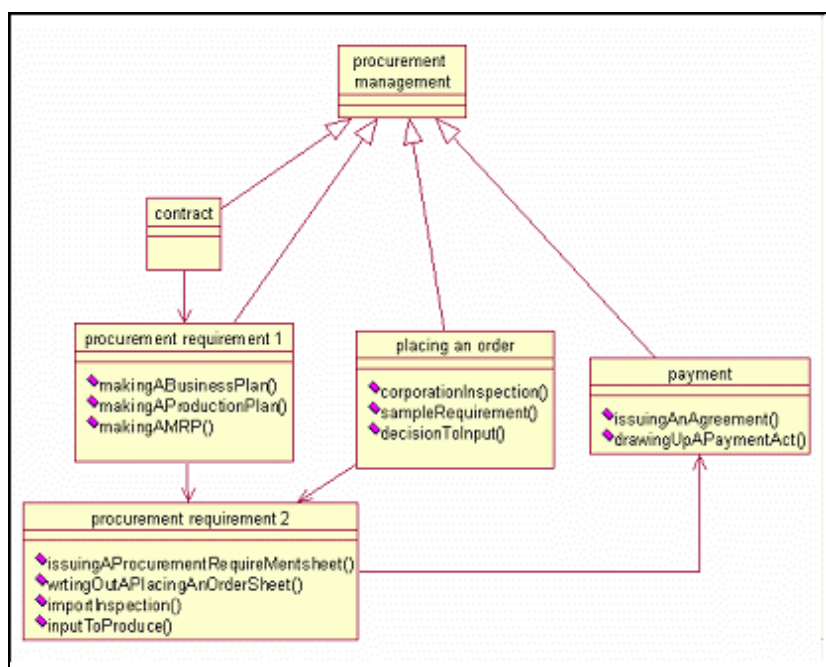 procurement
management
contract
procurement requirement 1
makingABusinessPlan()
makingAProductionPlan()
makingAMRP()
placing an order
corporationInspection()
sampleRequirement()
decisionToInput()
payment
issuingAnAgreement()
drawingUpAPaymentAct()
procurement requirement 2
issuingAProcurementRequireMentsheet()
wrtingOutAPlacingAnOrderSheet()
importInspection()
inputToProduce()